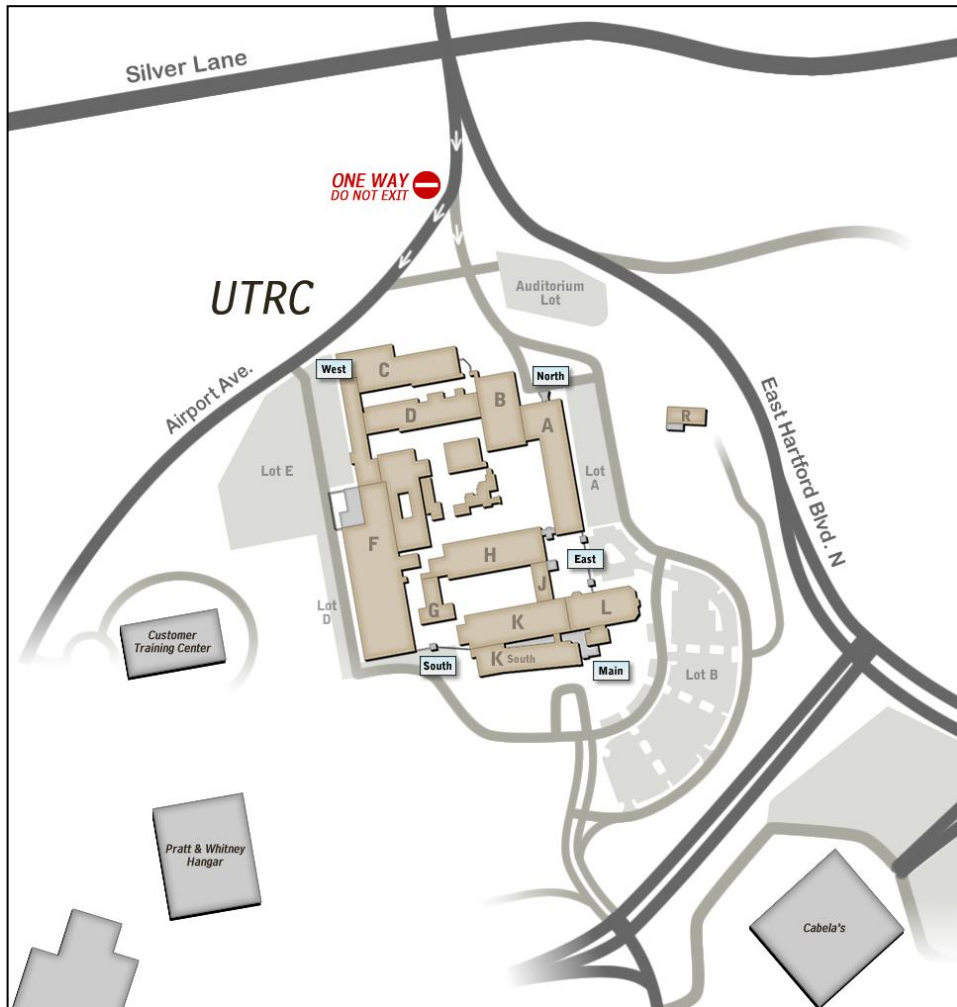 Silver Lane
ONE WAY
DO NOT EXIT
UTRC
Auditorium
Lot
West
C
North
Airport Ave.
D
B
A
R
East Hartford Blvd. N
Lot E
Lot
A
F
H
East
J
Lot
D
G
K
L
Customer
Training Center
South
K South
Main
Lot B
Pratt & Whitney
Hangar
Cabela's